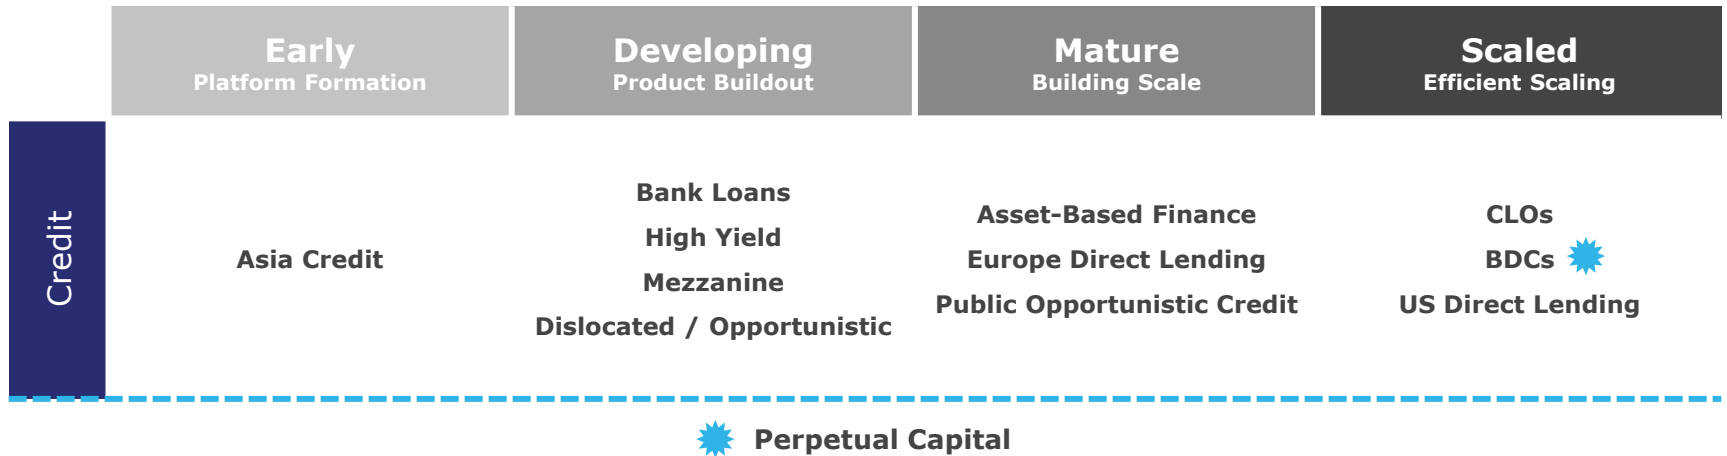 Early
Platform Formation
Developing
Product Buildout
Mature
Building Scale
Scaled
Efficient Scaling
Credit
Asia Credit
Bank Loans
High Yield
Mezzanine
Dislocated / Opportunistic
Asset-Based Finance
Europe Direct Lending
Public Opportunistic Credit
CLOs
BDCs
US Direct Lending
Perpetual Capital